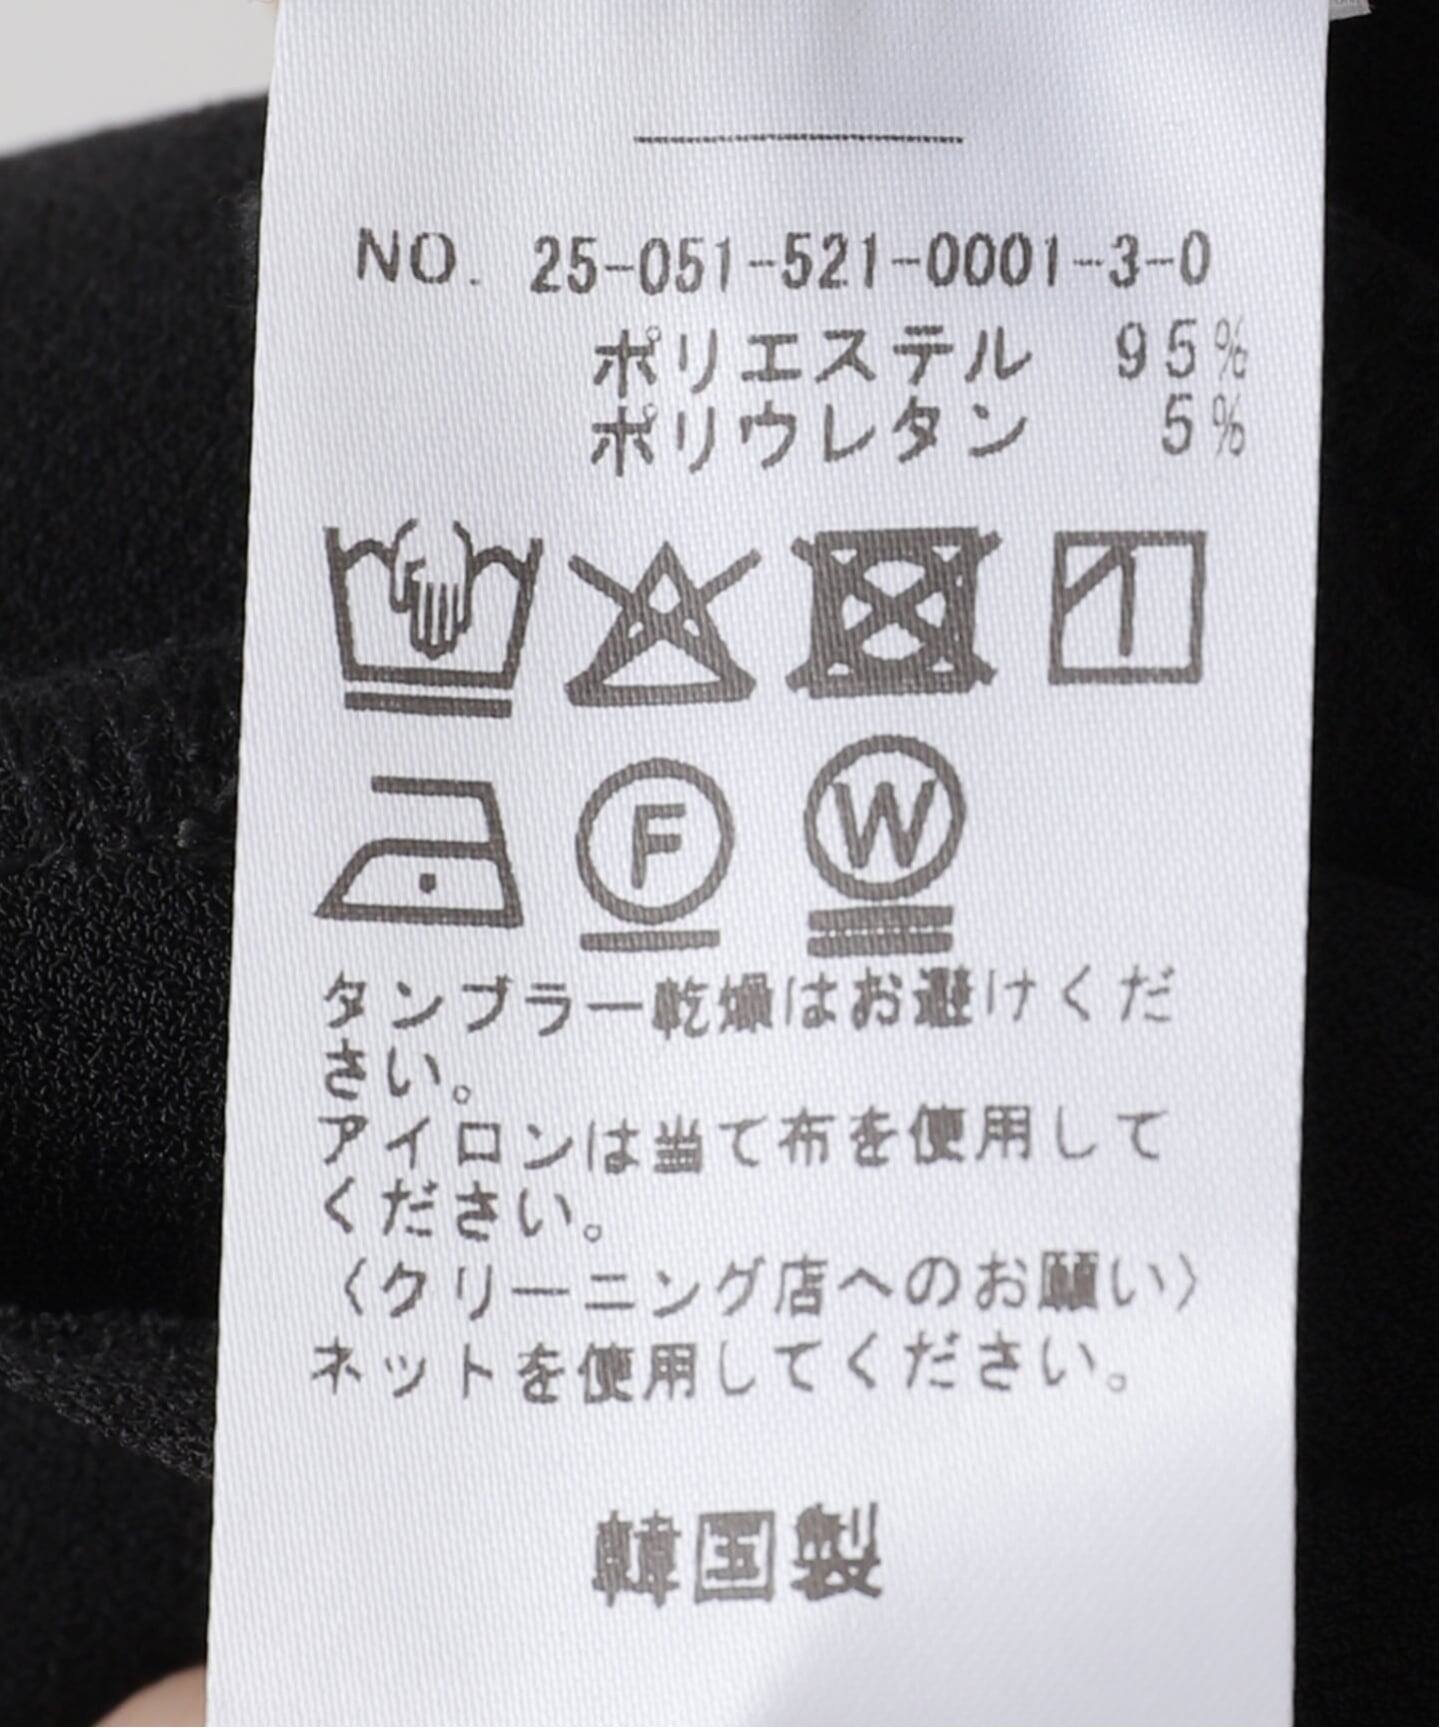 NO. 25-051-521-0001-3-0
ポリエステル 95%
ポリウレタン 5%
F W
タンブラー乾燥はお避けくだ
さい。
アイロンは当て布を使用して
ください。
〈クリーニング店へのお願い〉
ネットを使用してください。
韓国製